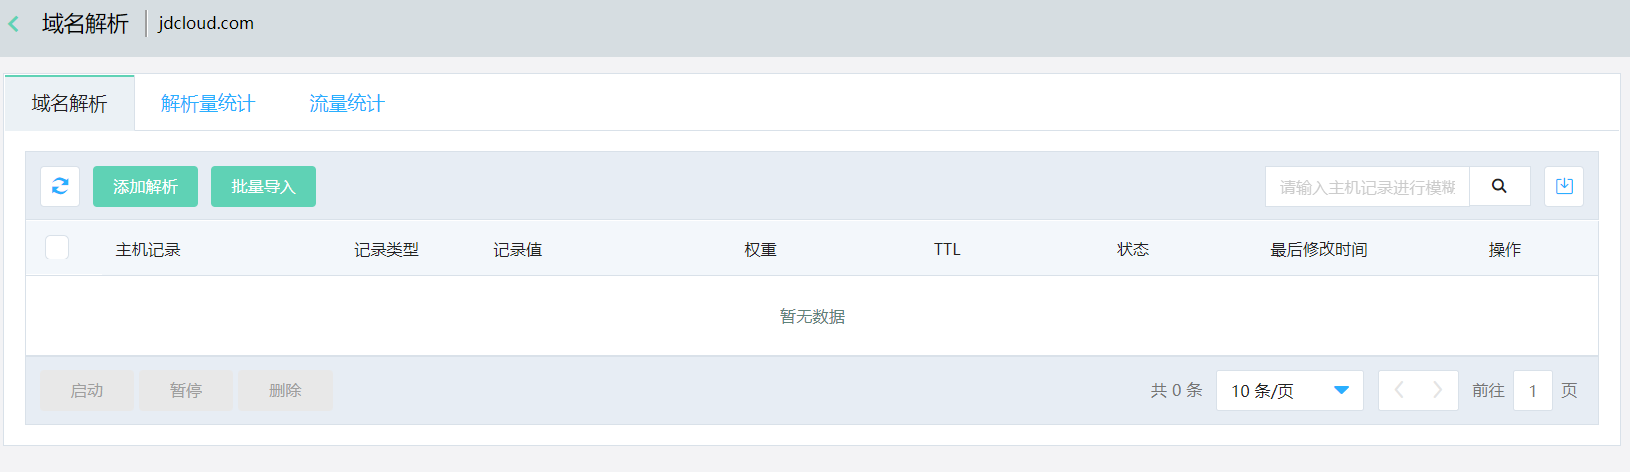 域名解析 jdcloud.com
域名解析 解析量统计 流量统计
添加解析 批量导入 请输入主机记录进行模糊
主机记录 记录类型 记录值 权重 TTL 状态 最后修改时间 操作
暂无数据
启动 暂停 删除 共 0 条 10 条/页 前往 1 页